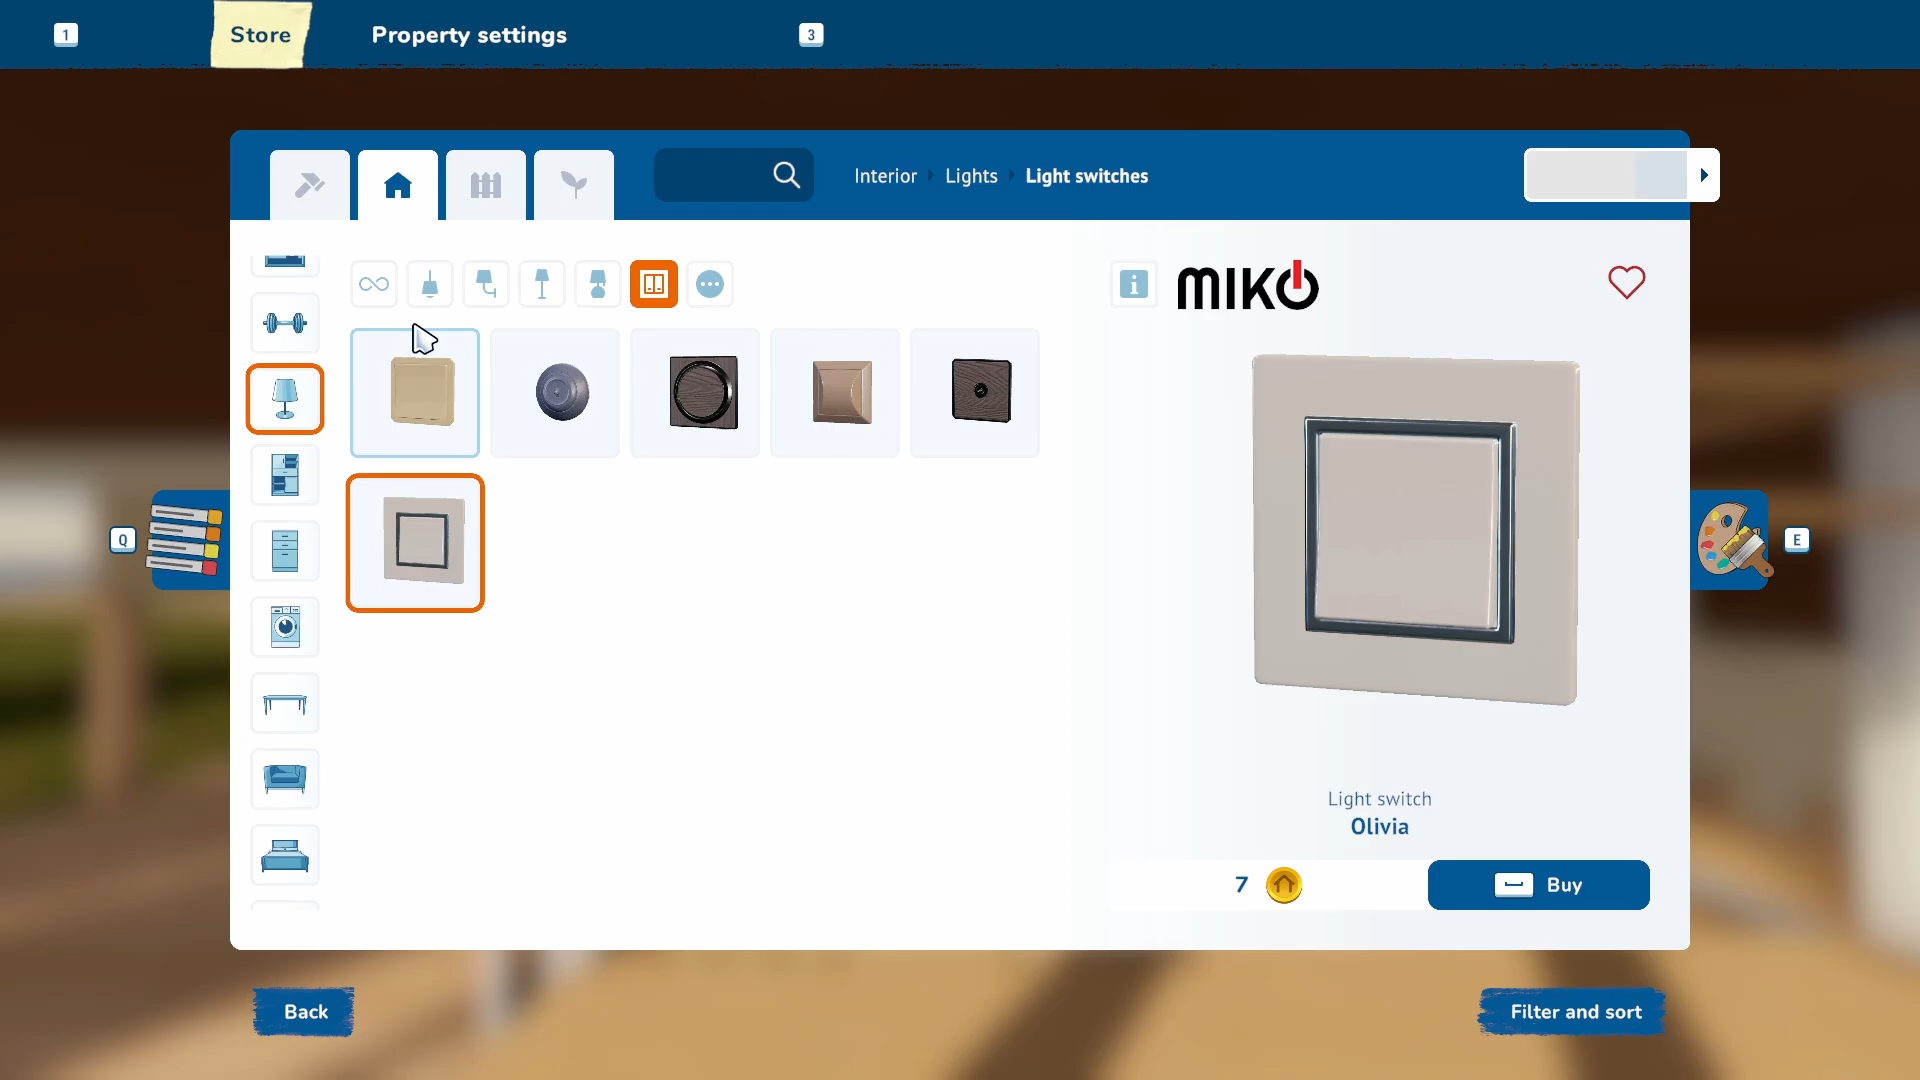 1
Store
Property settings
3
Interior
Lights
Light switches
i
MIKO
Q
E
Light switch
Olivia
7
Buy
Back
Filter and sort